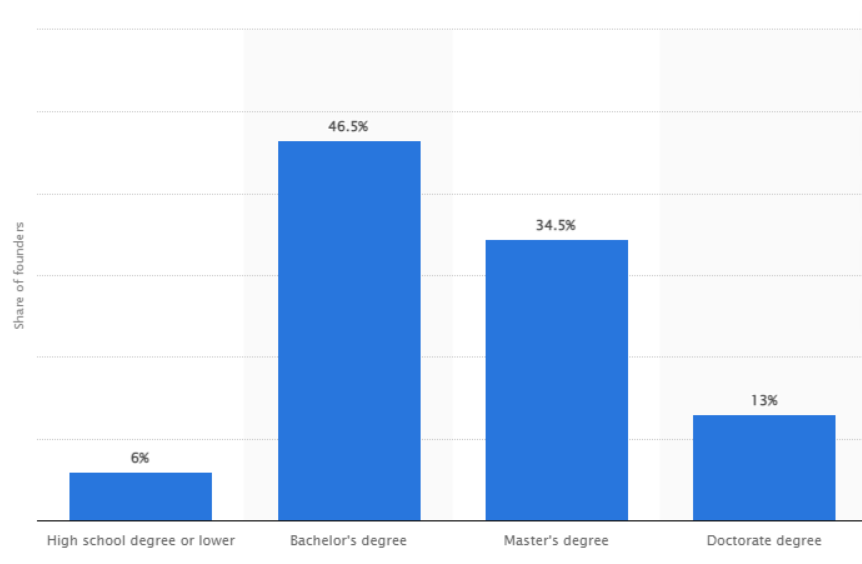 46.5%
34.5%
13%
6%
Share of founders
High school degree or lower
Bachelor's degree
Master's degree
Doctorate degree